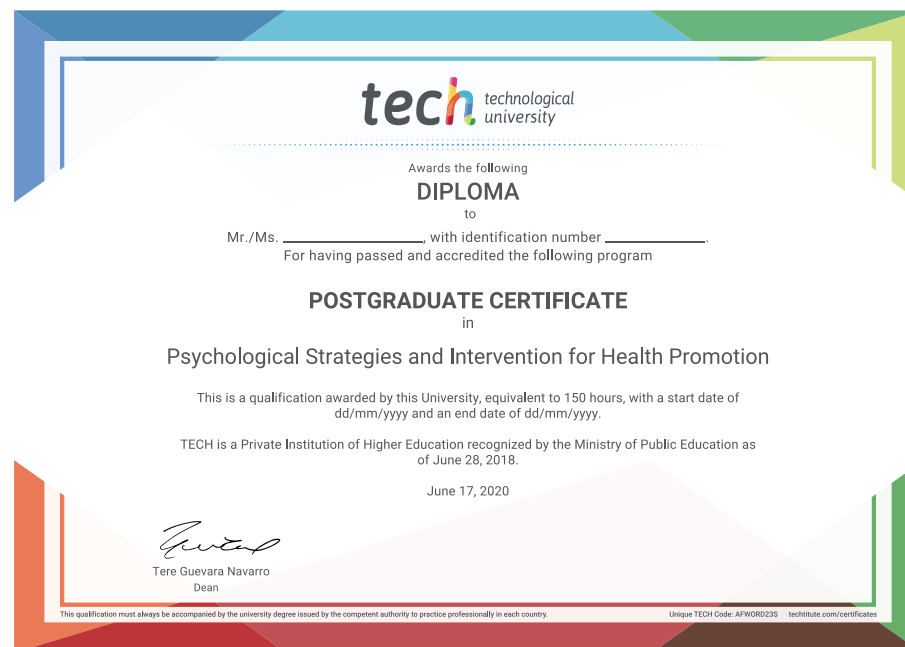 tech technological
university
Awards the following
DIPLOMA
to
Mr./Ms. ________________, with identification number ____________.
For having passed and accredited the following program
POSTGRADUATE CERTIFICATE
in
Psychological Strategies and Intervention for Health Promotion
This is a qualification awarded by this University, equivalent to 150 hours, with a start date of
dd/mm/yyyy and an end date of dd/mm/yyyy.
TECH is a Private Institution of Higher Education recognized by the Ministry of Public Education as
of June 28, 2018.
June 17, 2020
Tere Guevara Navarro
Dean
This qualification must always be accompanied by the university degree issued by the competent authority to practice professionally in each country. Unique TECH Code: AFWORD23S techtitute.com/certificates